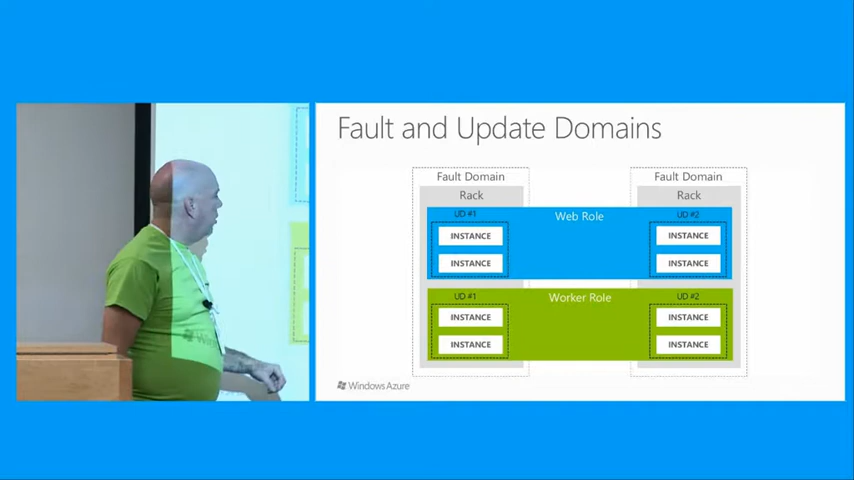 Fault and Update Domains
Fault Domain
Fault Domain
Rack
Rack
UD #1
Web Role
UD #2
INSTANCE
INSTANCE
INSTANCE
INSTANCE
UD #1
Worker Role
UD #2
INSTANCE
INSTANCE
INSTANCE
INSTANCE
Windows Azure